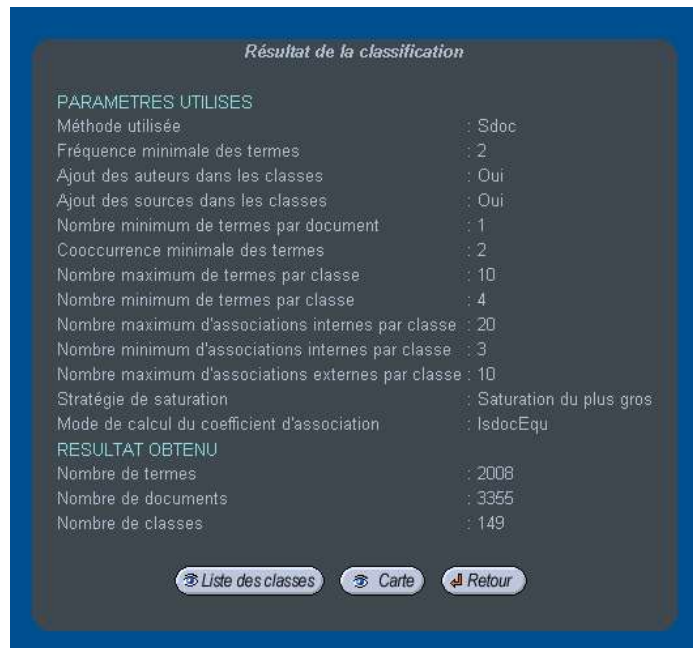 Résultat de la classification
PARAMETRES UTILISES
Méthode utilisée : Sdoc
Fréquence minimale des termes : 2
Ajout des auteurs dans les classes : Oui
Ajout des sources dans les classes : Oui
Nombre minimum de termes par document : 1
Cooccurrence minimale des termes : 2
Nombre maximum de termes par classe : 10
Nombre minimum de termes par classe : 4
Nombre maximum d'associations internes par classe : 20
Nombre minimum d'associations internes par classe : 3
Nombre maximum d'associations externes par classe : 10
Stratégie de saturation : Saturation du plus gros
Mode de calcul du coefficient d'association : IsdocEqu
RESULTAT OBTENU
Nombre de termes : 2008
Nombre de documents : 3355
Nombre de classes : 149
Liste des classes Carte Retour